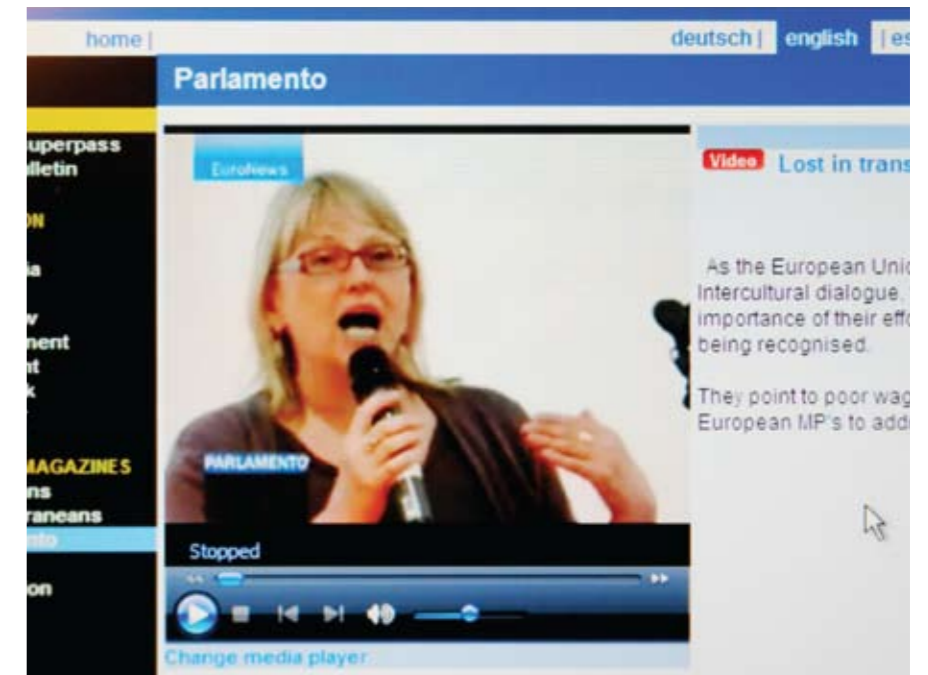 home |
deutsch | english | es
Parlamento
uperpass
lletin
ON
ia
w
ment
nt
k
MAGAZINES
ns
raneans
nto
on
EuroNews
PARLAMENTO
Stopped
Change media player
Video Lost in trans
As the European Unio
Intercultural dialogue.
importance of their effo
being recognised.
They point to poor wag
European MP's to addr